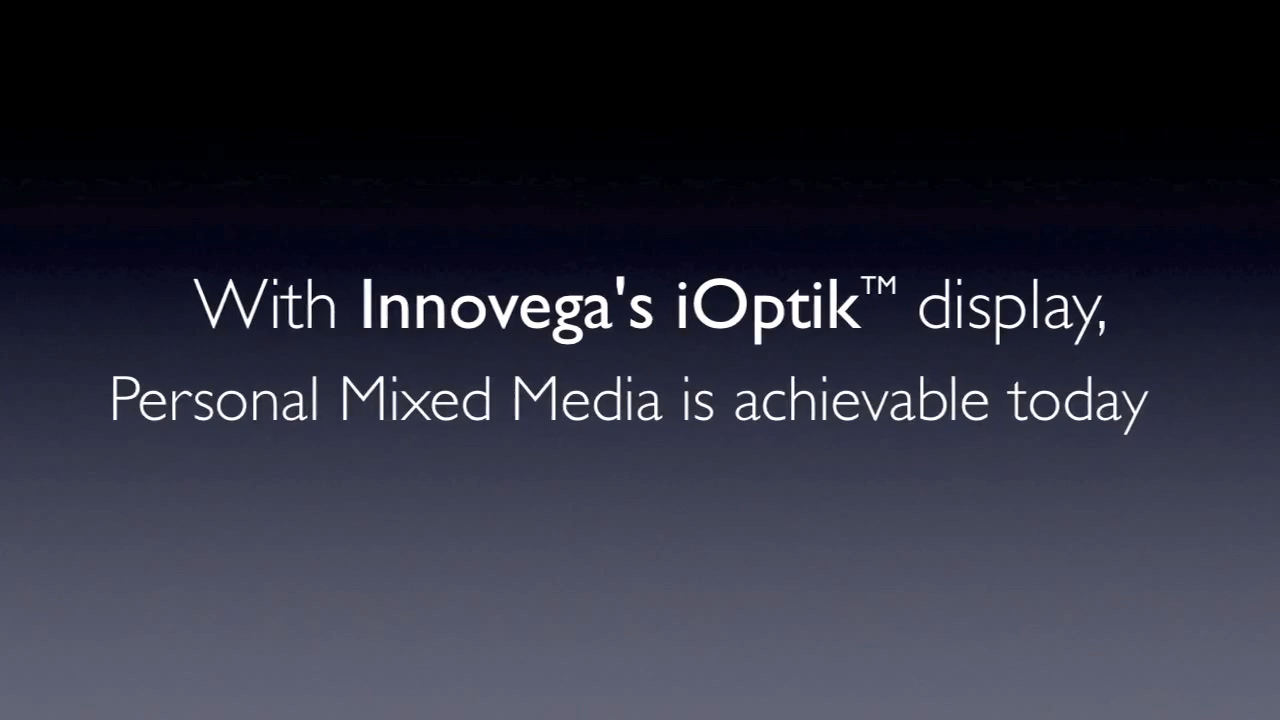 With Innovega's iOptik™ display,
Personal Mixed Media is achievable today